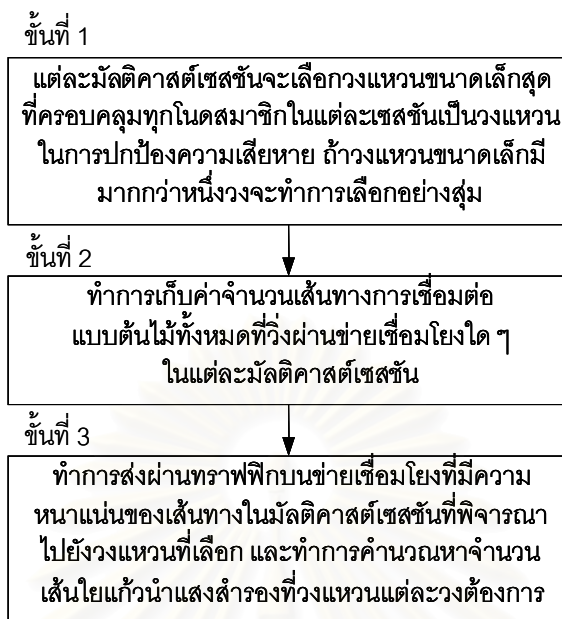 ขั้นที่ 1
แต่ละมัลติคาสต์เซสชันจะเลือกวงแหวนขนาดเล็กสุด
ที่ครอบคลุมทุกโนดสมาชิกในแต่ละเซสชันเป็นวงแหวน
ในการปกป้องความเสียหาย ถ้าวงแหวนขนาดเล็กมี
มากกว่าหนึ่งวงจะทำการเลือกอย่างสุ่ม
ขั้นที่ 2
ทำการเก็บค่าจำนวนเส้นทางการเชื่อมต่อ
แบบต้นไม้ทั้งหมดที่วิ่งผ่านข่ายเชื่อมโยงใด ๆ
ในแต่ละมัลติคาสต์เซสชัน
ขั้นที่ 3
ทำการส่งผ่านทราฟฟิกบนข่ายเชื่อมโยงที่มีความ
หนาแน่นของเส้นทางในมัลติคาสต์เซสชันที่พิจารณา
ไปยังวงแหวนที่เลือก และทำการคำนวณหาจำนวน
เส้นใยแก้วนำแสงสำรองที่วงแหวนแต่ละวงต้องการ